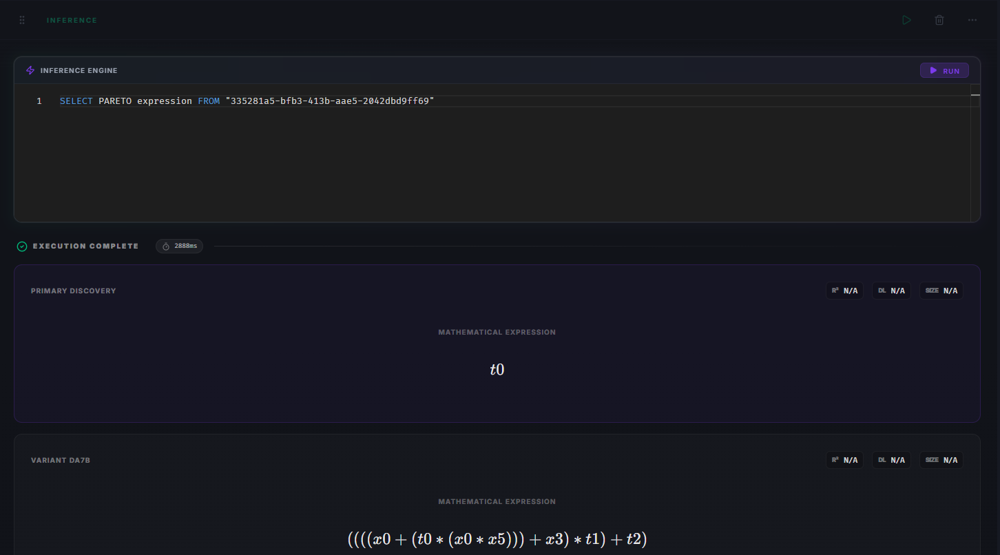 INFERENCE
INFERENCE ENGINE
RUN
1 SELECT PARETO expression FROM "335281a5-bfb3-413b-aae5-2042dbd9ff69"
EXECUTION COMPLETE 2888ms
PRIMARY DISCOVERY R² N/A DL N/A SIZE N/A
MATHEMATICAL EXPRESSION
t0
VARIANT DA7B R² N/A DL N/A SIZE N/A
MATHEMATICAL EXPRESSION
((((x0 + (t0 * (x0 * x5))) + x3) * t1) + t2)